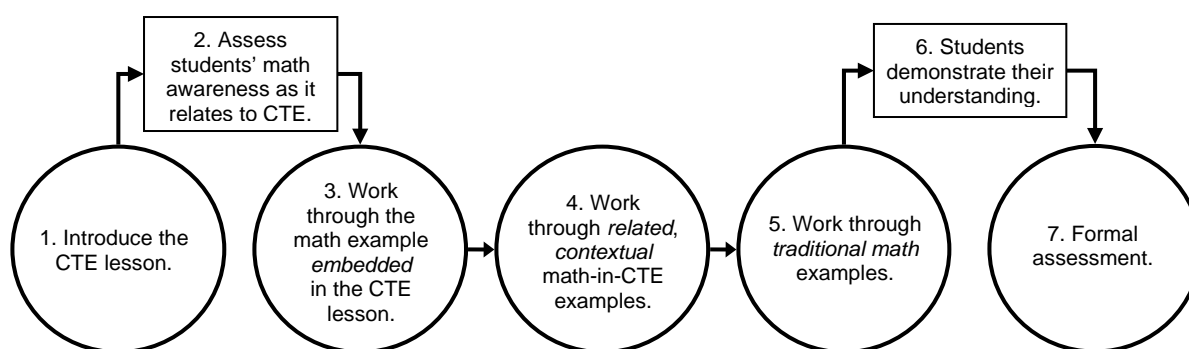 1. Introduce the
CTE lesson.
2. Assess
students’ math
awareness as it
relates to CTE.
3. Work
through the
math example
embedded
in the CTE
lesson.
4. Work
through related,
contextual
math-in-CTE
examples.
5. Work through
traditional math
examples.
6. Students
demonstrate their
understanding.
7. Formal
assessment.